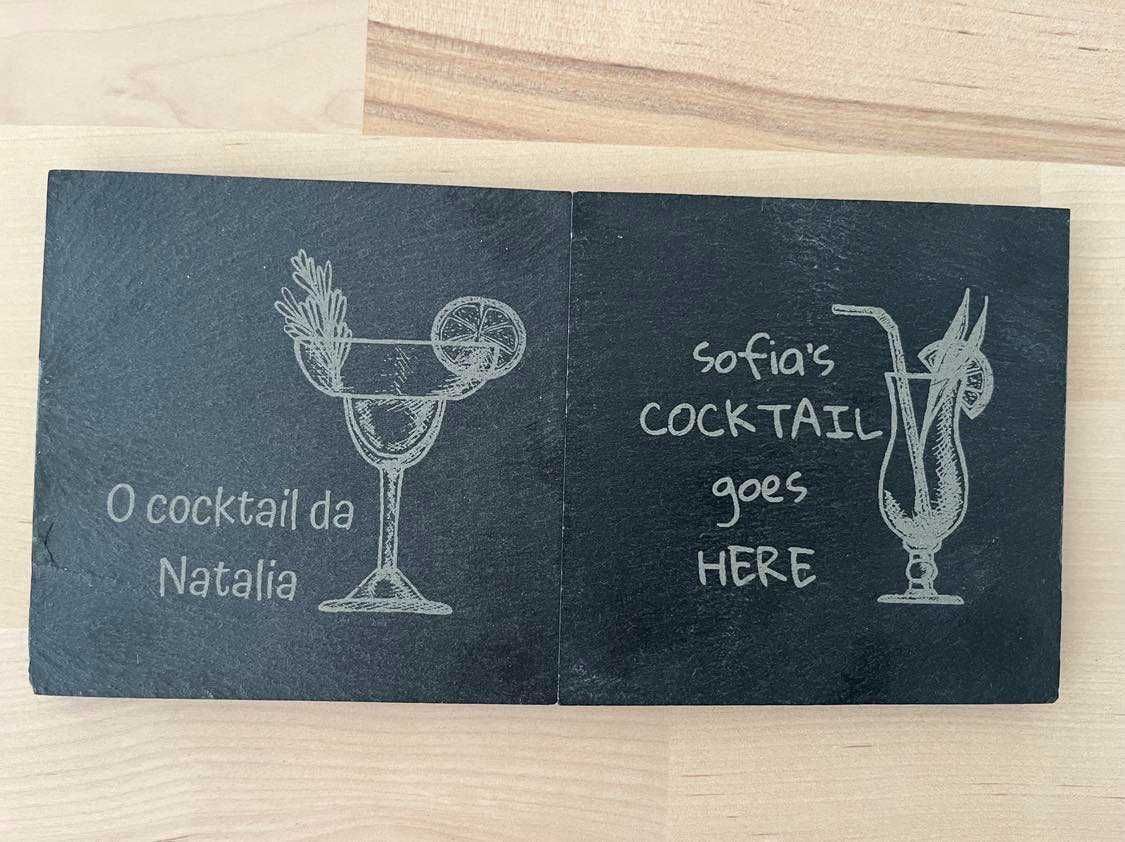 O cocktail da
Natalia
sofia's
COCKTAIL
goes
HERE